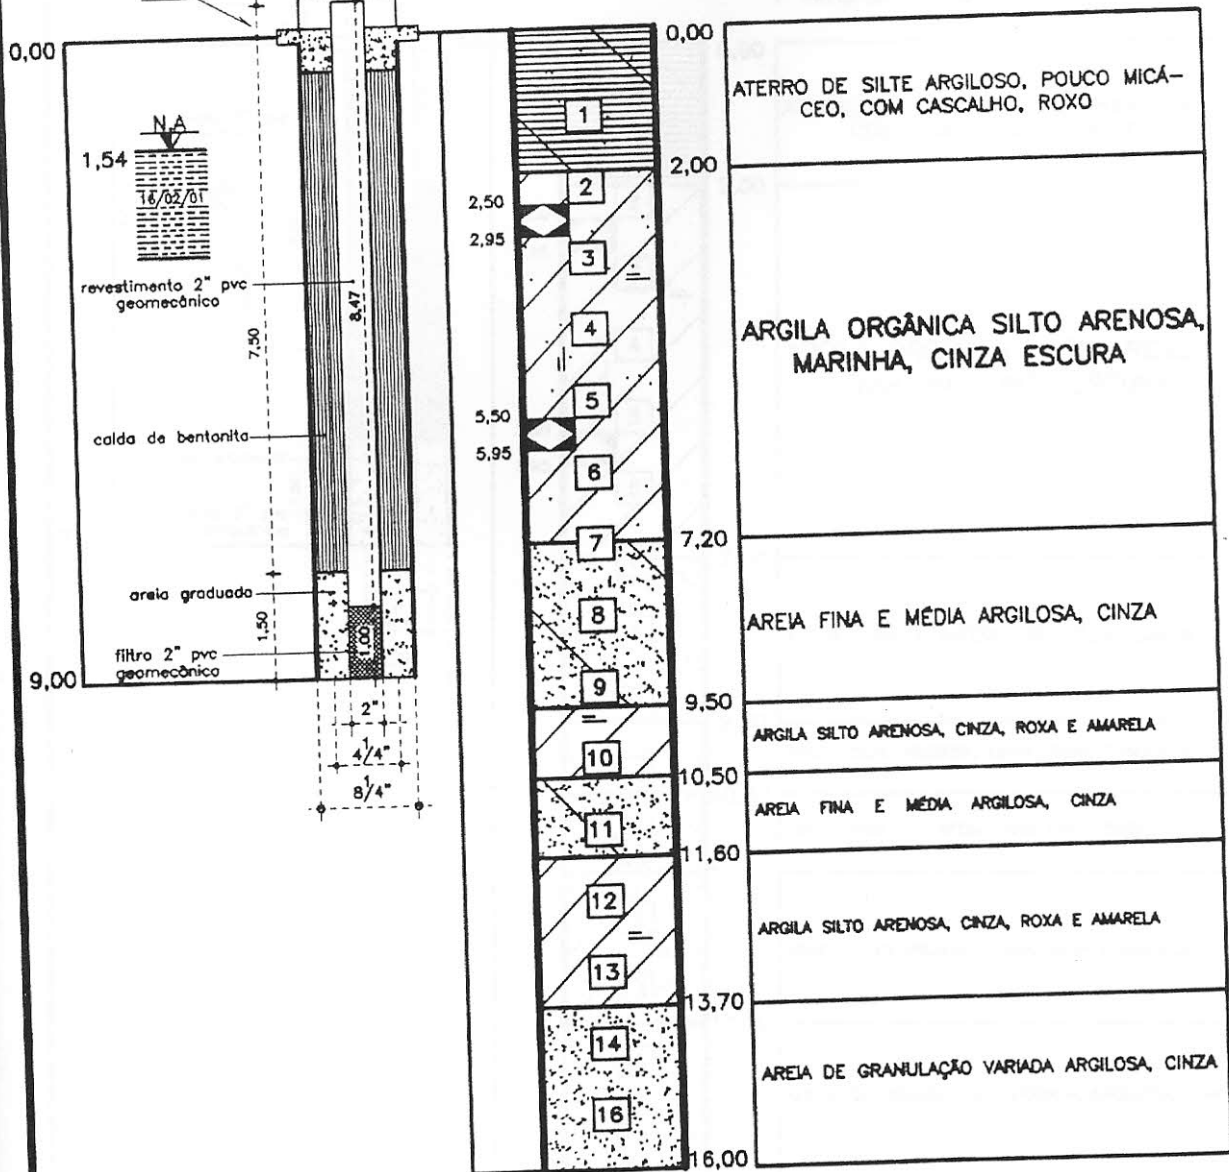 0,00
N.A
1,54
16/02/01
revestimento 2" pvc
geomecânico
8.47
7.50
calda de bentonita
areia graduada
1.50
filtro 2" pvc
geomecânico
1.00
9,00
2"
4 1/4"
8 1/4"
2,50
2,95
5,50
5,95
1
2
3
4
5
6
7
8
9
10
11
12
13
14
16
0,00
ATERRO DE SILTE ARGILOSO, POUCO MICÁ–
CEO, COM CASCALHO, ROXO
2,00
ARGILA ORGÂNICA SILTO ARENOSA,
MARINHA, CINZA ESCURA
7,20
AREIA FINA E MÉDIA ARGILOSA, CINZA
9,50
ARGILA SILTO ARENOSA, CINZA, ROXA E AMARELA
10,50
AREIA FINA E MÉDIA ARGILOSA, CINZA
11,60
ARGILA SILTO ARENOSA, CINZA, ROXA E AMARELA
13,70
AREIA DE GRANULAÇÃO VARIADA ARGILOSA, CINZA
16,00